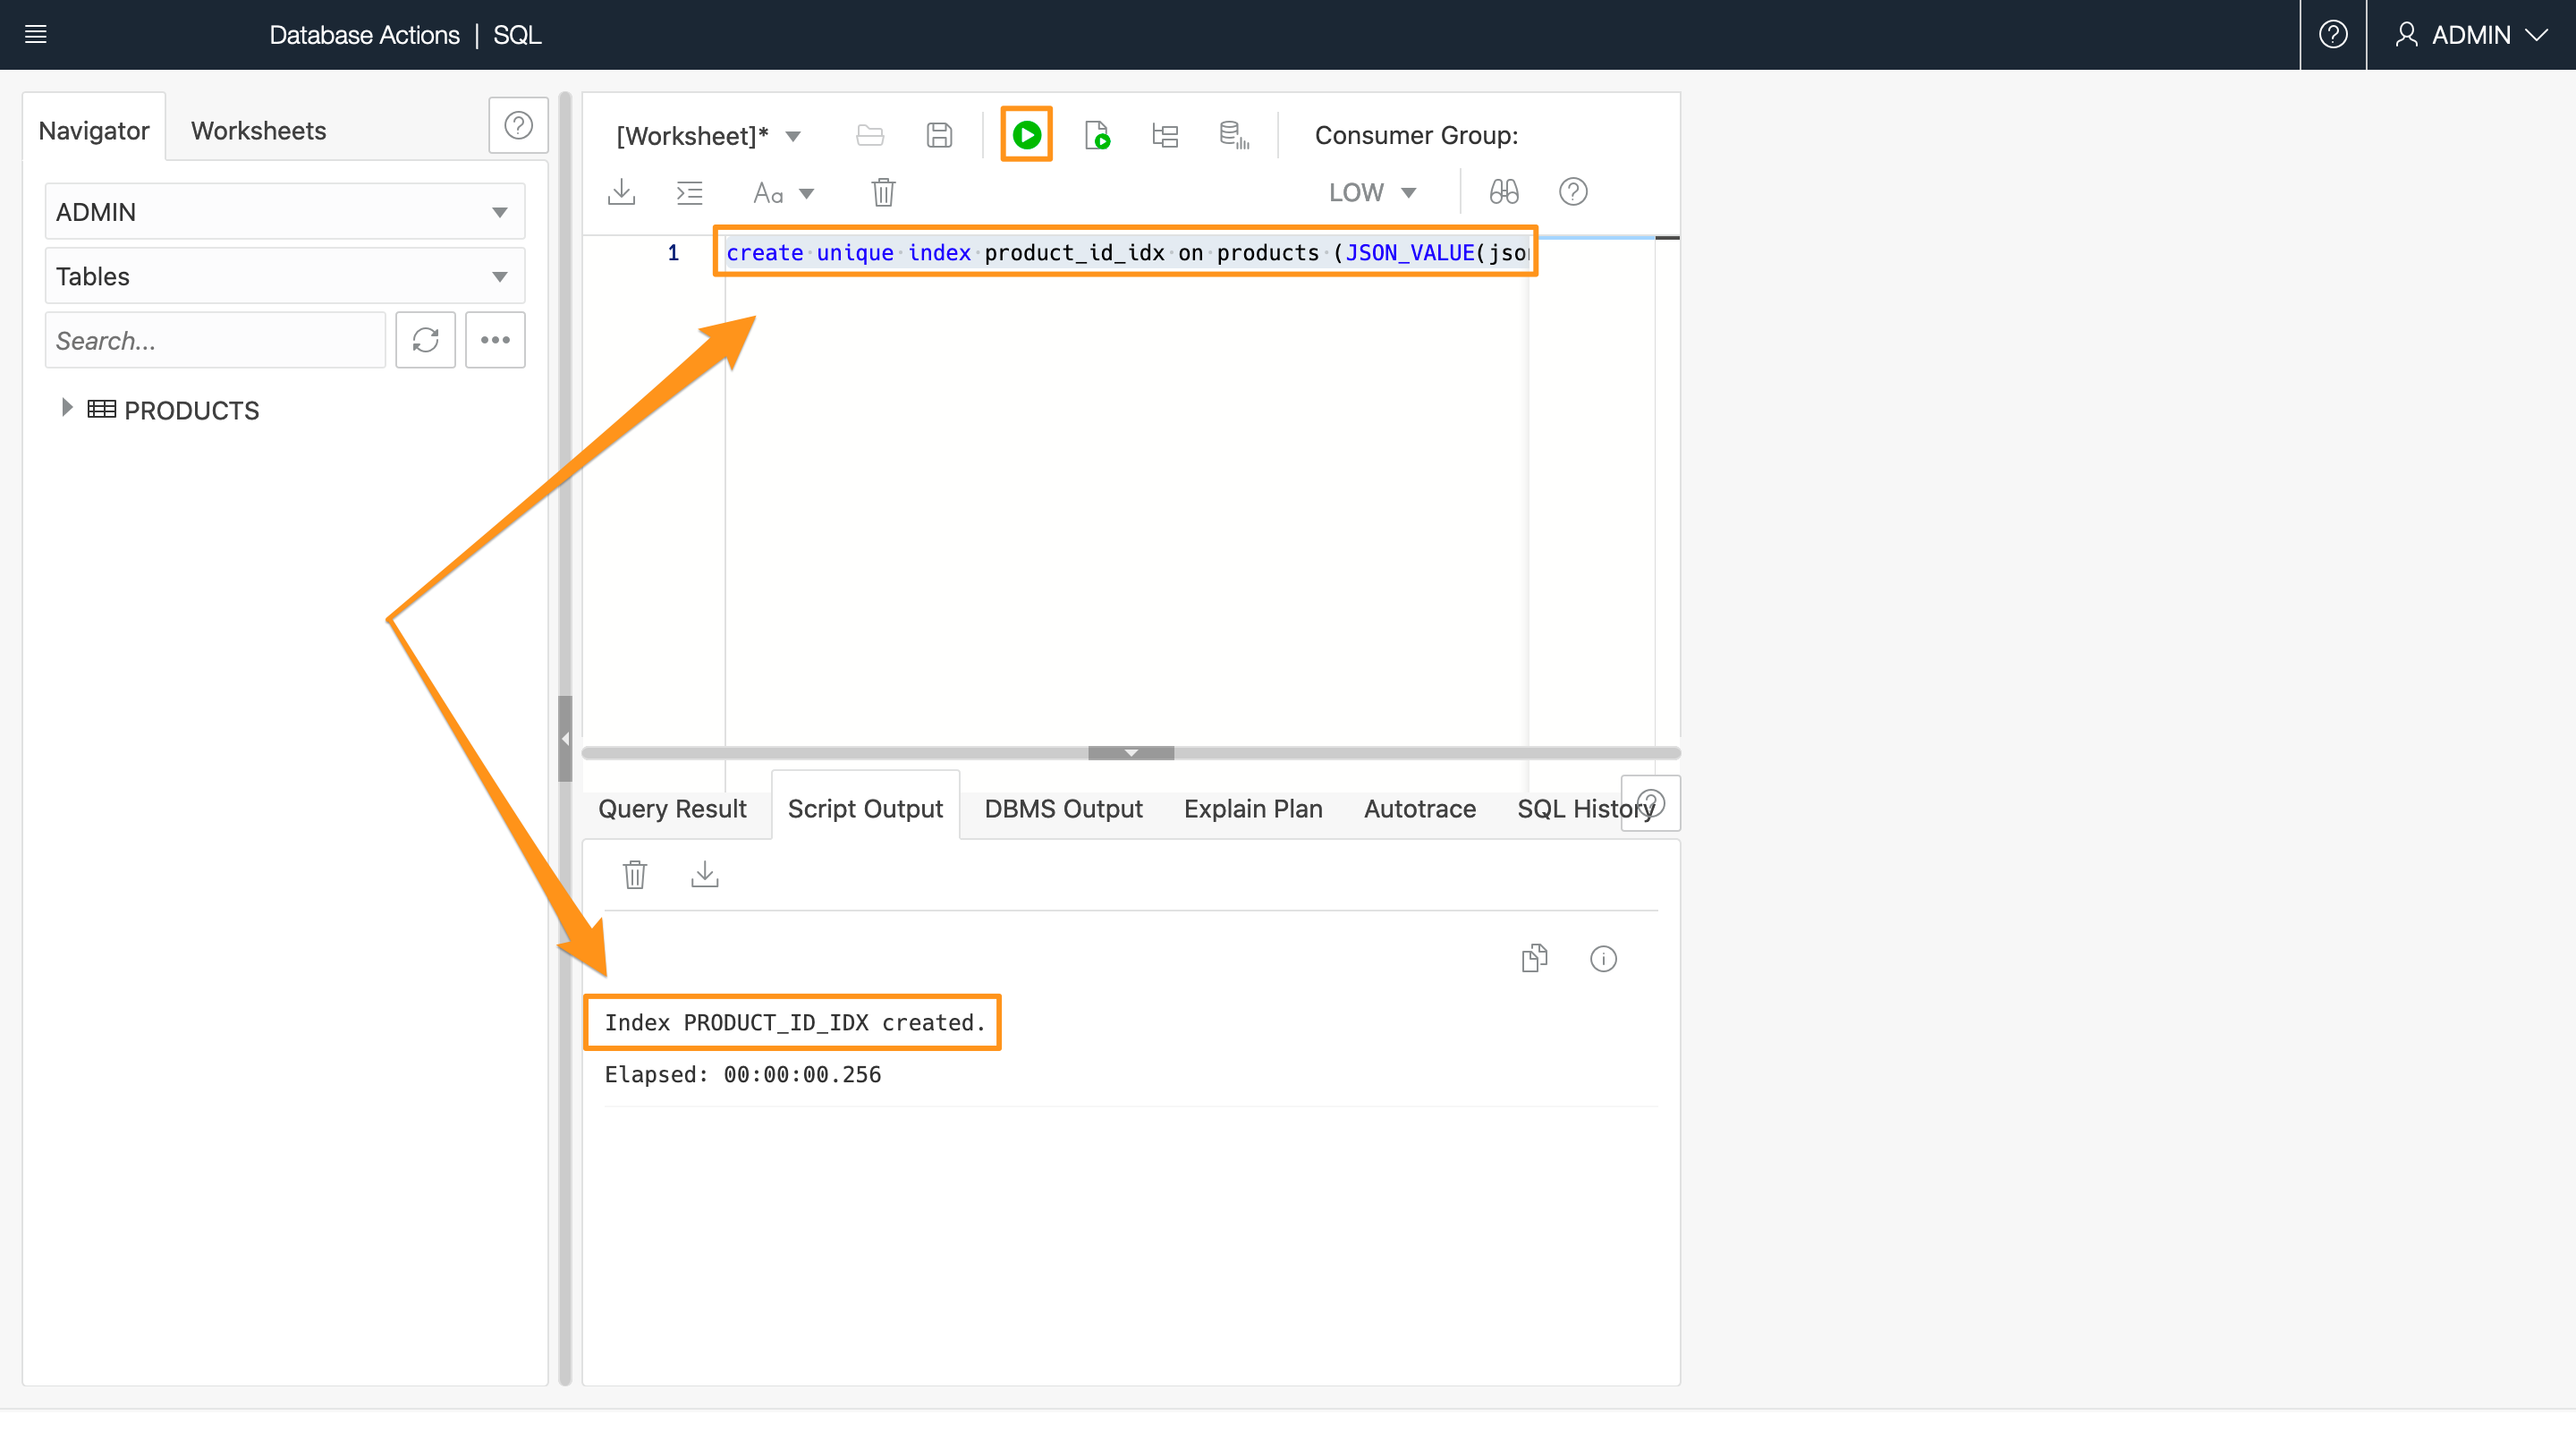 Database Actions | SQL
ADMIN
Navigator
Worksheets
ADMIN
Tables
Search...
PRODUCTS
[Worksheet]*
Consumer Group:
Aa
LOW
1
create unique index product_id_idx on products (JSON_VALUE(jso
Query Result
Script Output
DBMS Output
Explain Plan
Autotrace
SQL History
Index PRODUCT_ID_IDX created.
Elapsed: 00:00:00.256